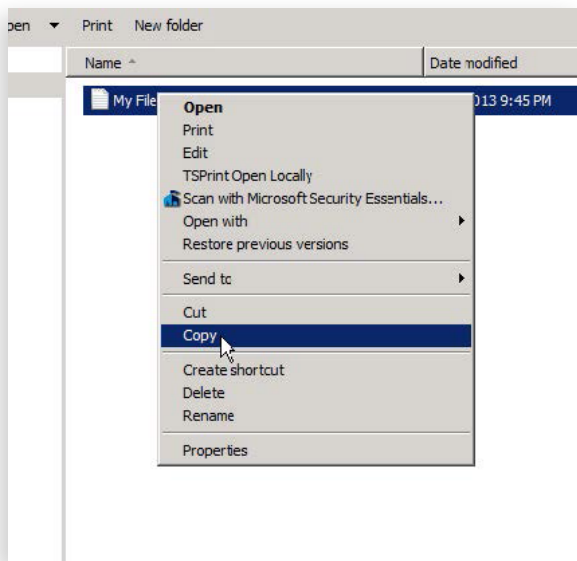 pen Print New folder
Name Date modified
My File 013 9:45 PM
Open
Print
Edit
TSPrint Open Locally
Scan with Microsoft Security Essentials...
Open with
Restore previous versions
Send to
Cut
Copy
Create shortcut
Delete
Rename
Properties